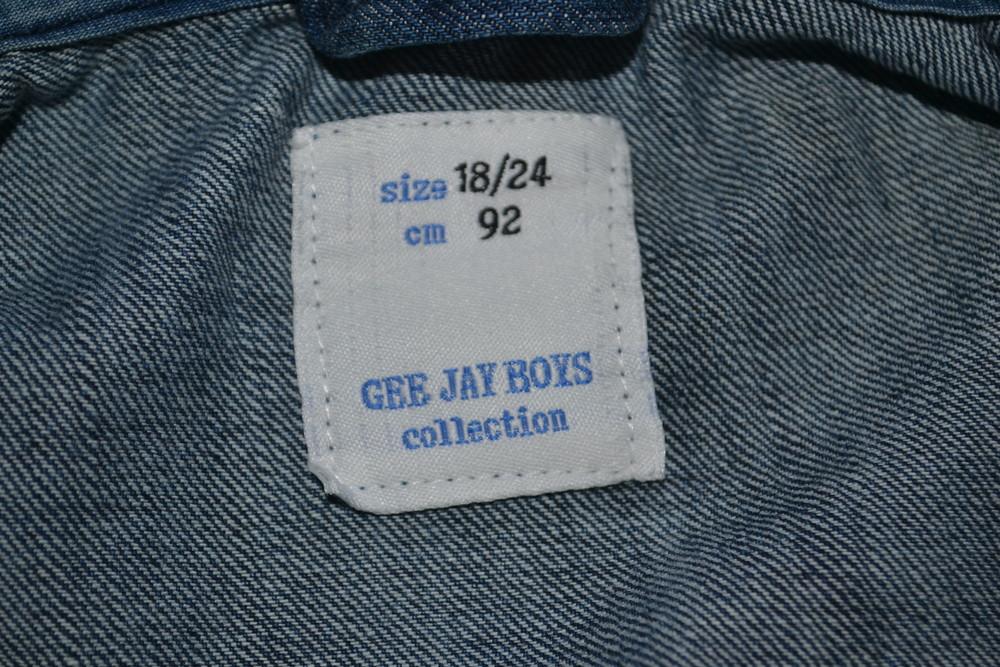 size 18/24
cm 92
GEE JAY BOYS
collection